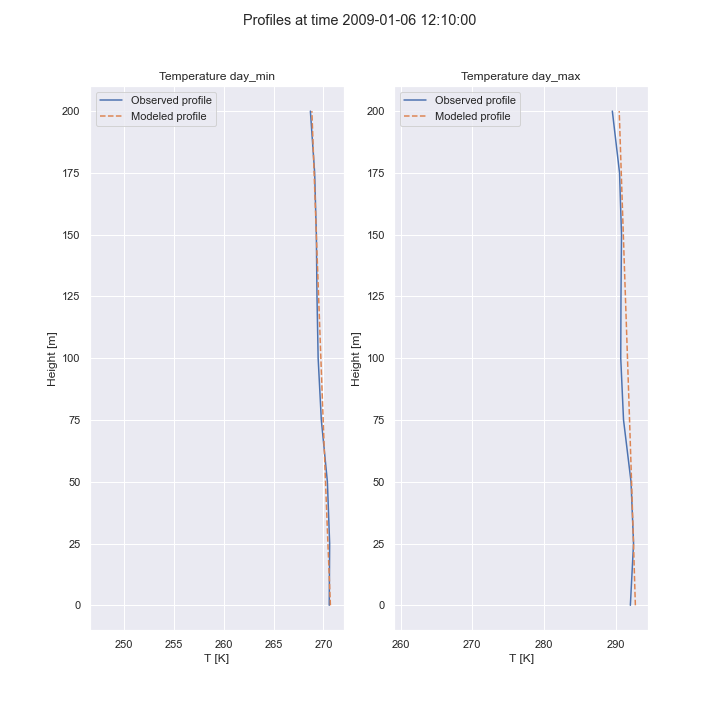 Profiles at time 2009-01-06 12:10:00
Temperature day_min
Observed profile
Modeled profile
200
175
150
125
100
75
50
25
0
Height [m]
250
255
260
265
270
T [K]
Temperature day_max
Observed profile
Modeled profile
200
175
150
125
100
75
50
25
0
Height [m]
260
270
280
290
T [K]